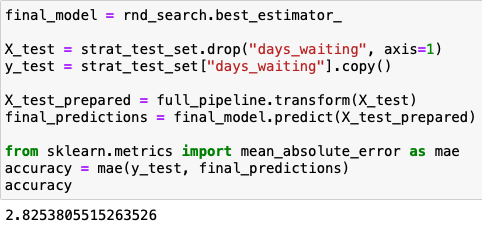 final_model = rnd_search.best_estimator_
X_test = strat_test_set.drop("days_waiting", axis=1)
y_test = strat_test_set["days_waiting"].copy()
X_test_prepared = full_pipeline.transform(X_test)
final_predictions = final_model.predict(X_test_prepared)
from sklearn.metrics import mean_absolute_error as mae
accuracy = mae(y_test, final_predictions)
accuracy
2.8253805515263526